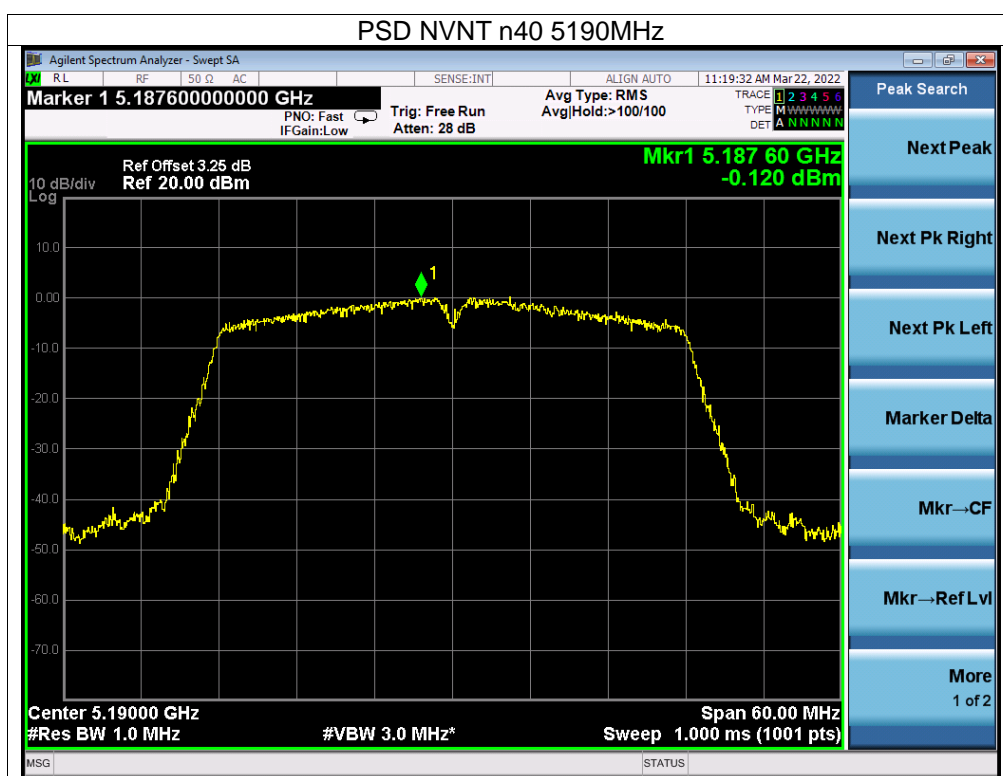 PSD NVNT n40 5190MHz
Agilent Spectrum Analyzer - Swept SA
LXI RL RF 50 Ω AC SENSE:INT ALIGN AUTO 11:19:32 AM Mar 22, 2022
Marker 1 5.187600000000 GHz
PNO: Fast
IFGain:Low
Trig: Free Run
Atten: 28 dB
Avg Type: RMS
Avg|Hold:>100/100
TRACE 1 2 3 4 5 6
TYPE M WWWWW
DET A N N N N N
Peak Search
Next Peak
Next Pk Right
Next Pk Left
Marker Delta
Mkr→CF
Mkr→Ref Lvl
More
1 of 2
Ref Offset 3.25 dB
10 dB/div Ref 20.00 dBm
Log
Mkr1 5.187 60 GHz
-0.120 dBm
1
10.0
0.00
-10.0
-20.0
-30.0
-40.0
-50.0
-60.0
-70.0
Center 5.19000 GHz Span 60.00 MHz
#Res BW 1.0 MHz #VBW 3.0 MHz* Sweep 1.000 ms (1001 pts)
MSG STATUS